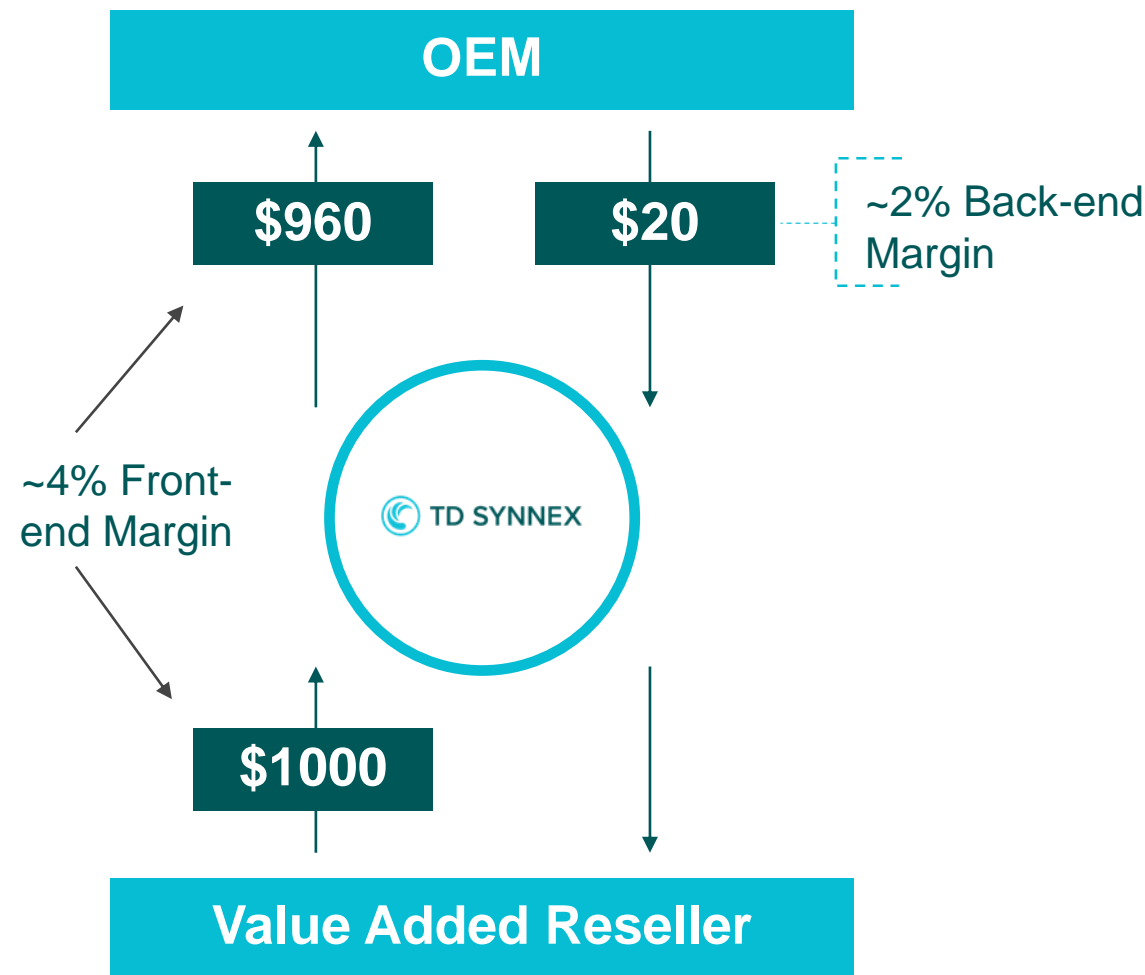 OEM
$960
$20
~2% Back-end
Margin
~4% Front-
end Margin
TD SYNNEX
$1000
Value Added Reseller